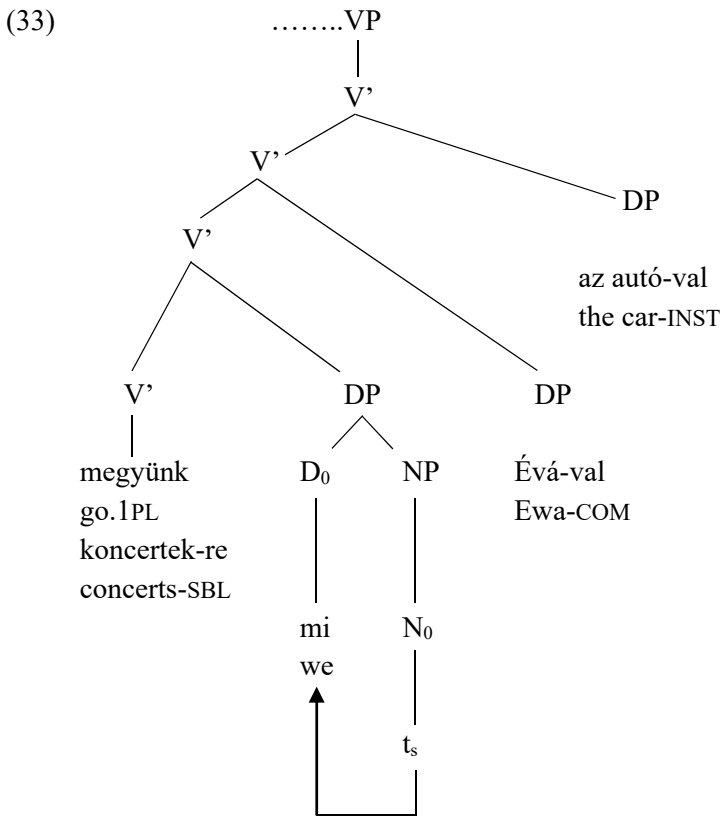 (33) ……..VP
V’
V’
DP
V’
az autó-val
the car-INST
V’ DP DP
megyünk D₀ NP Évá-val
go.1PL Ewa-COM
koncertek-re
concerts-SBL
mi N₀
we
tₛ